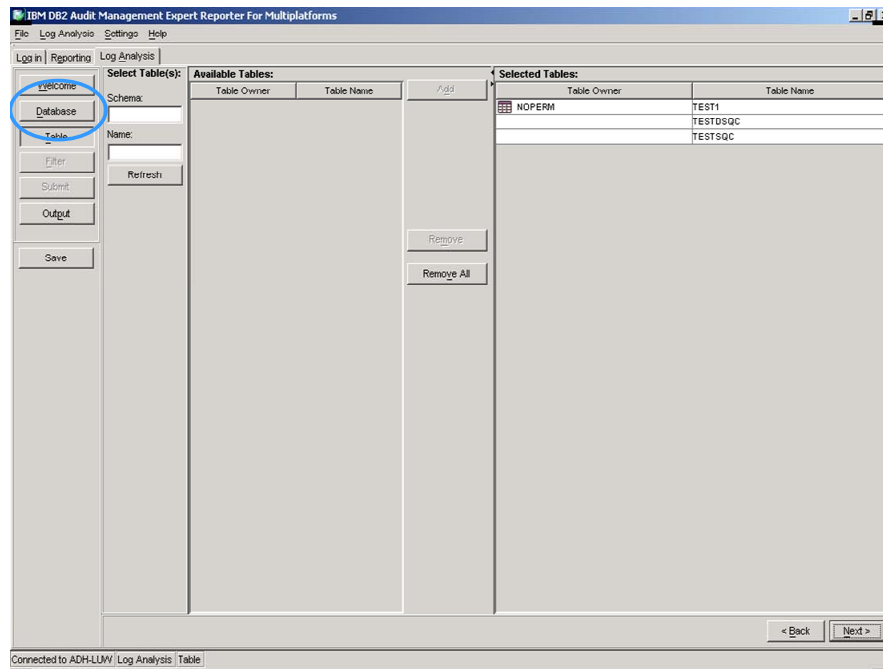 IBM DB2 Audit Management Expert Reporter For Multiplatforms
File Log Analysis Settings Help
Log in Reporting Log Analysis
Welcome
Database
Table
Filter
Submit
Output
Save
Select Table(s):
Schema:
Name:
Refresh
Available Tables:
Table Owner Table Name
Add
Remove
Remove All
Selected Tables:
Table Owner Table Name
NOPERM TEST1
TESTDSQC
TESTSQC
< Back Next >
Connected to ADH-LUW Log Analysis Table